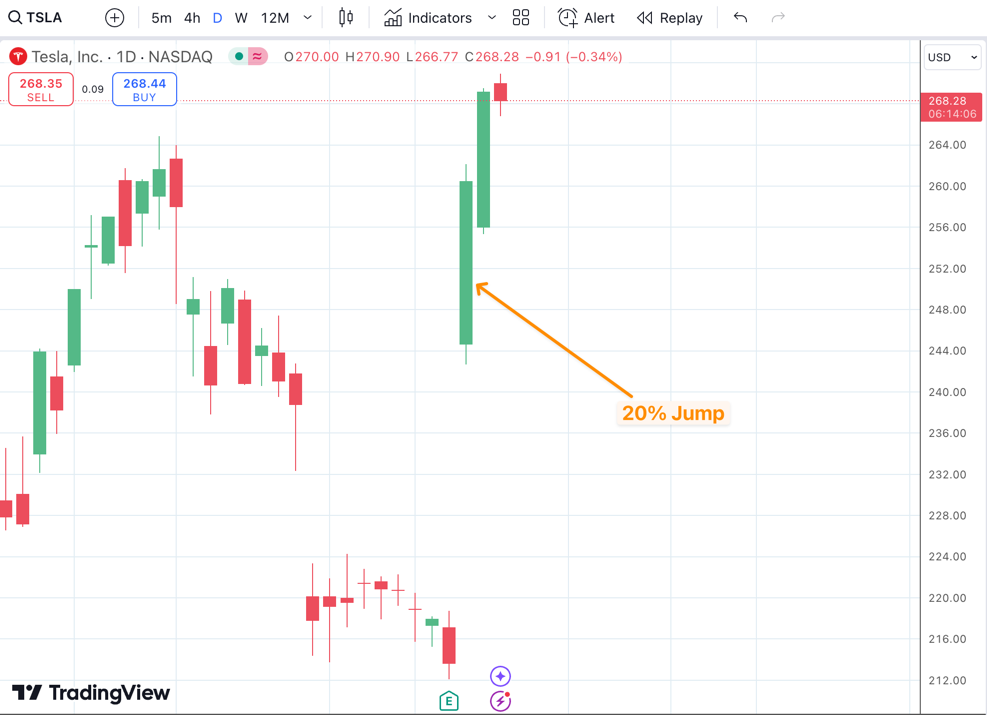 TSLA 5m 4h D W 12M Indicators Alert Replay
Tesla, Inc. · 1D · NASDAQ ≈ O270.00 H270.90 L266.77 C268.28 −0.91 (−0.34%)
USD
268.35
SELL
0.09
268.44
BUY
268.28
06:14:06
264.00
260.00
256.00
252.00
248.00
244.00
240.00
20% Jump
236.00
232.00
228.00
224.00
220.00
216.00
212.00
TradingView
E